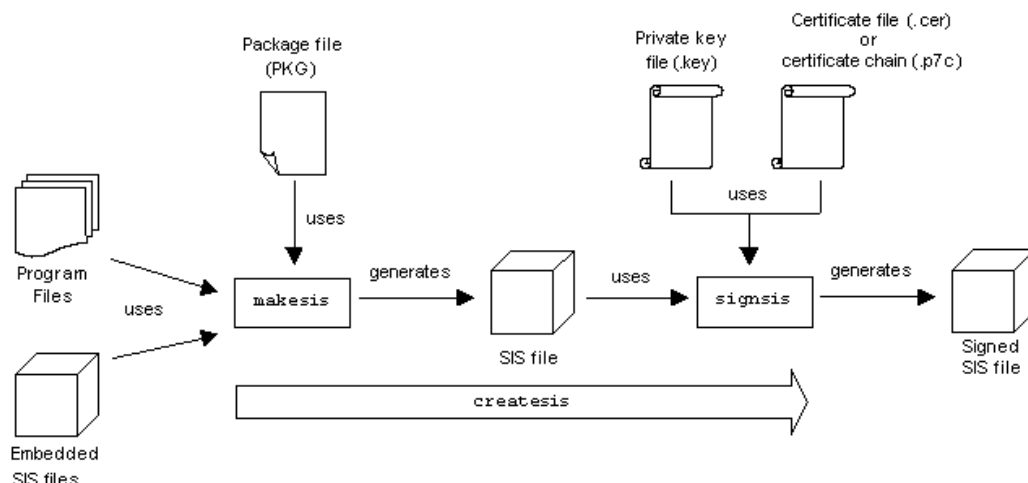 Package file
(PKG)
Private key
file (.key)
Certificate file (.cer)
or
certificate chain (.p7c)
uses
uses
Program
Files
uses
makesis
generates
SIS file
uses
signsis
generates
Signed
SIS file
createsis
Embedded
SIS files